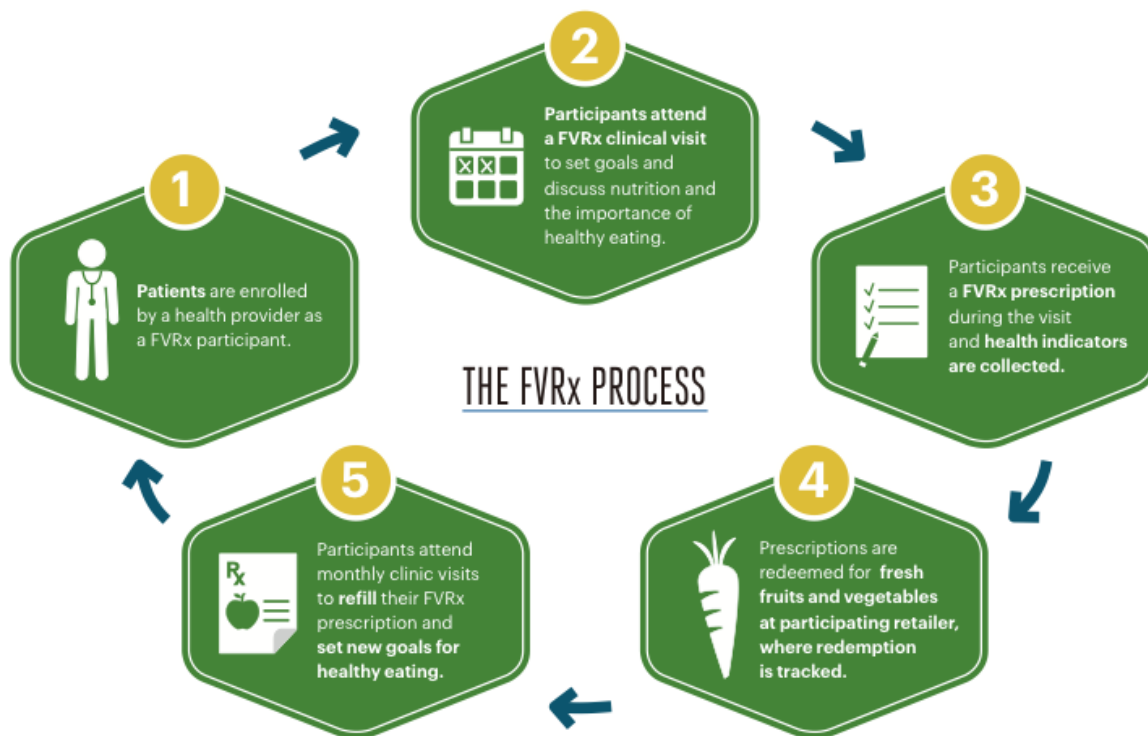 1
Patients are enrolled
by a health provider as
a FVRx participant.
2
Participants attend
a FVRx clinical visit
to set goals and
discuss nutrition and
the importance of
healthy eating.
3
Participants receive
a FVRx prescription
during the visit
and health indicators
are collected.
THE FVRx PROCESS
4
Prescriptions are
redeemed for fresh
fruits and vegetables
at participating retailer,
where redemption
is tracked.
5
Rx
Participants attend
monthly clinic visits
to refill their FVRx
prescription and
set new goals for
healthy eating.